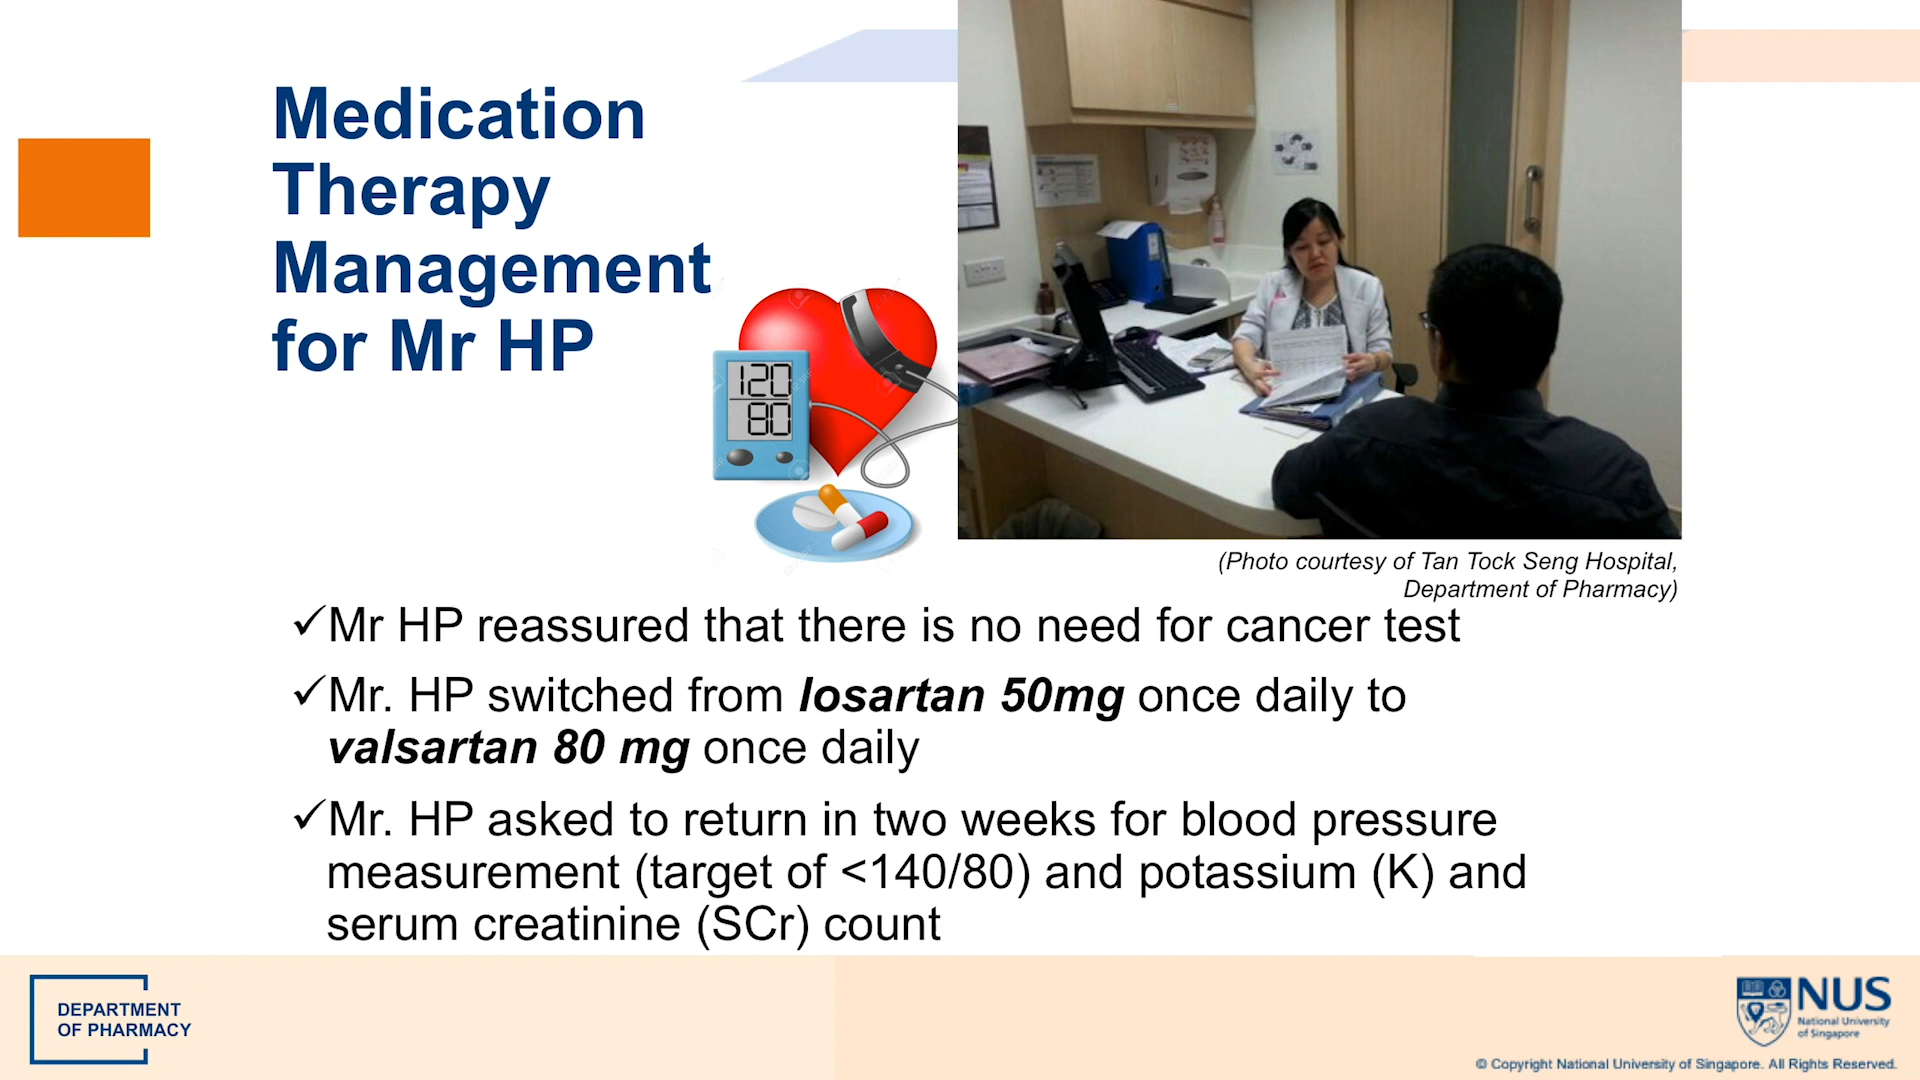 Medication
Therapy
Management
for Mr HP
120
80
(Photo courtesy of Tan Tock Seng Hospital,
Department of Pharmacy)
✓Mr HP reassured that there is no need for cancer test
✓Mr. HP switched from losartan 50mg once daily to
valsartan 80 mg once daily
✓Mr. HP asked to return in two weeks for blood pressure
measurement (target of <140/80) and potassium (K) and
serum creatinine (SCr) count
DEPARTMENT
OF PHARMACY
NUS
National University
of Singapore
© Copyright National University of Singapore. All Rights Reserved.